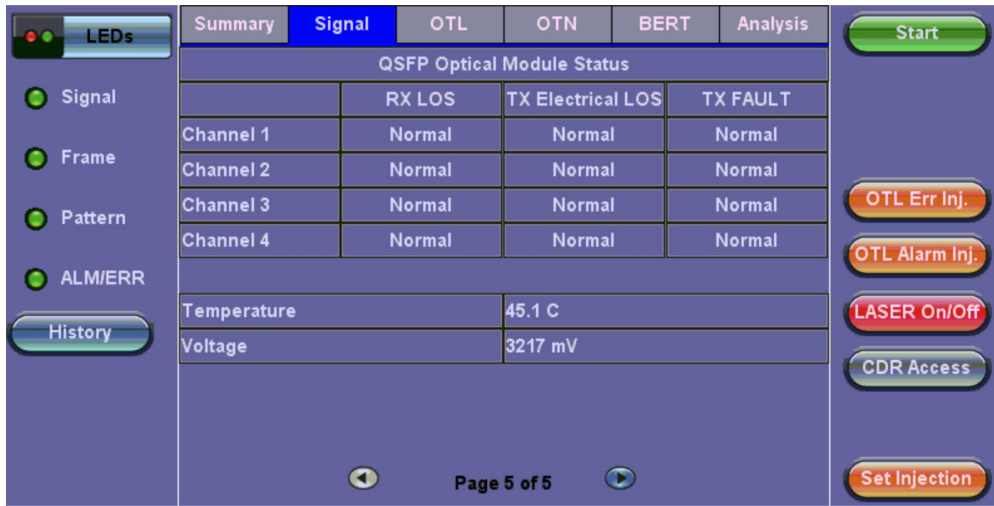 LEDs
Summary Signal OTL OTN BERT Analysis
Start
QSFP Optical Module Status
RX LOS TX Electrical LOS TX FAULT
Channel 1 Normal Normal Normal
Channel 2 Normal Normal Normal
Channel 3 Normal Normal Normal
Channel 4 Normal Normal Normal
Temperature 45.1 C
Voltage 3217 mV
Page 5 of 5
Signal
Frame
Pattern
ALM/ERR
History
OTL Err Inj.
OTL Alarm Inj.
LASER On/Off
CDR Access
Set Injection